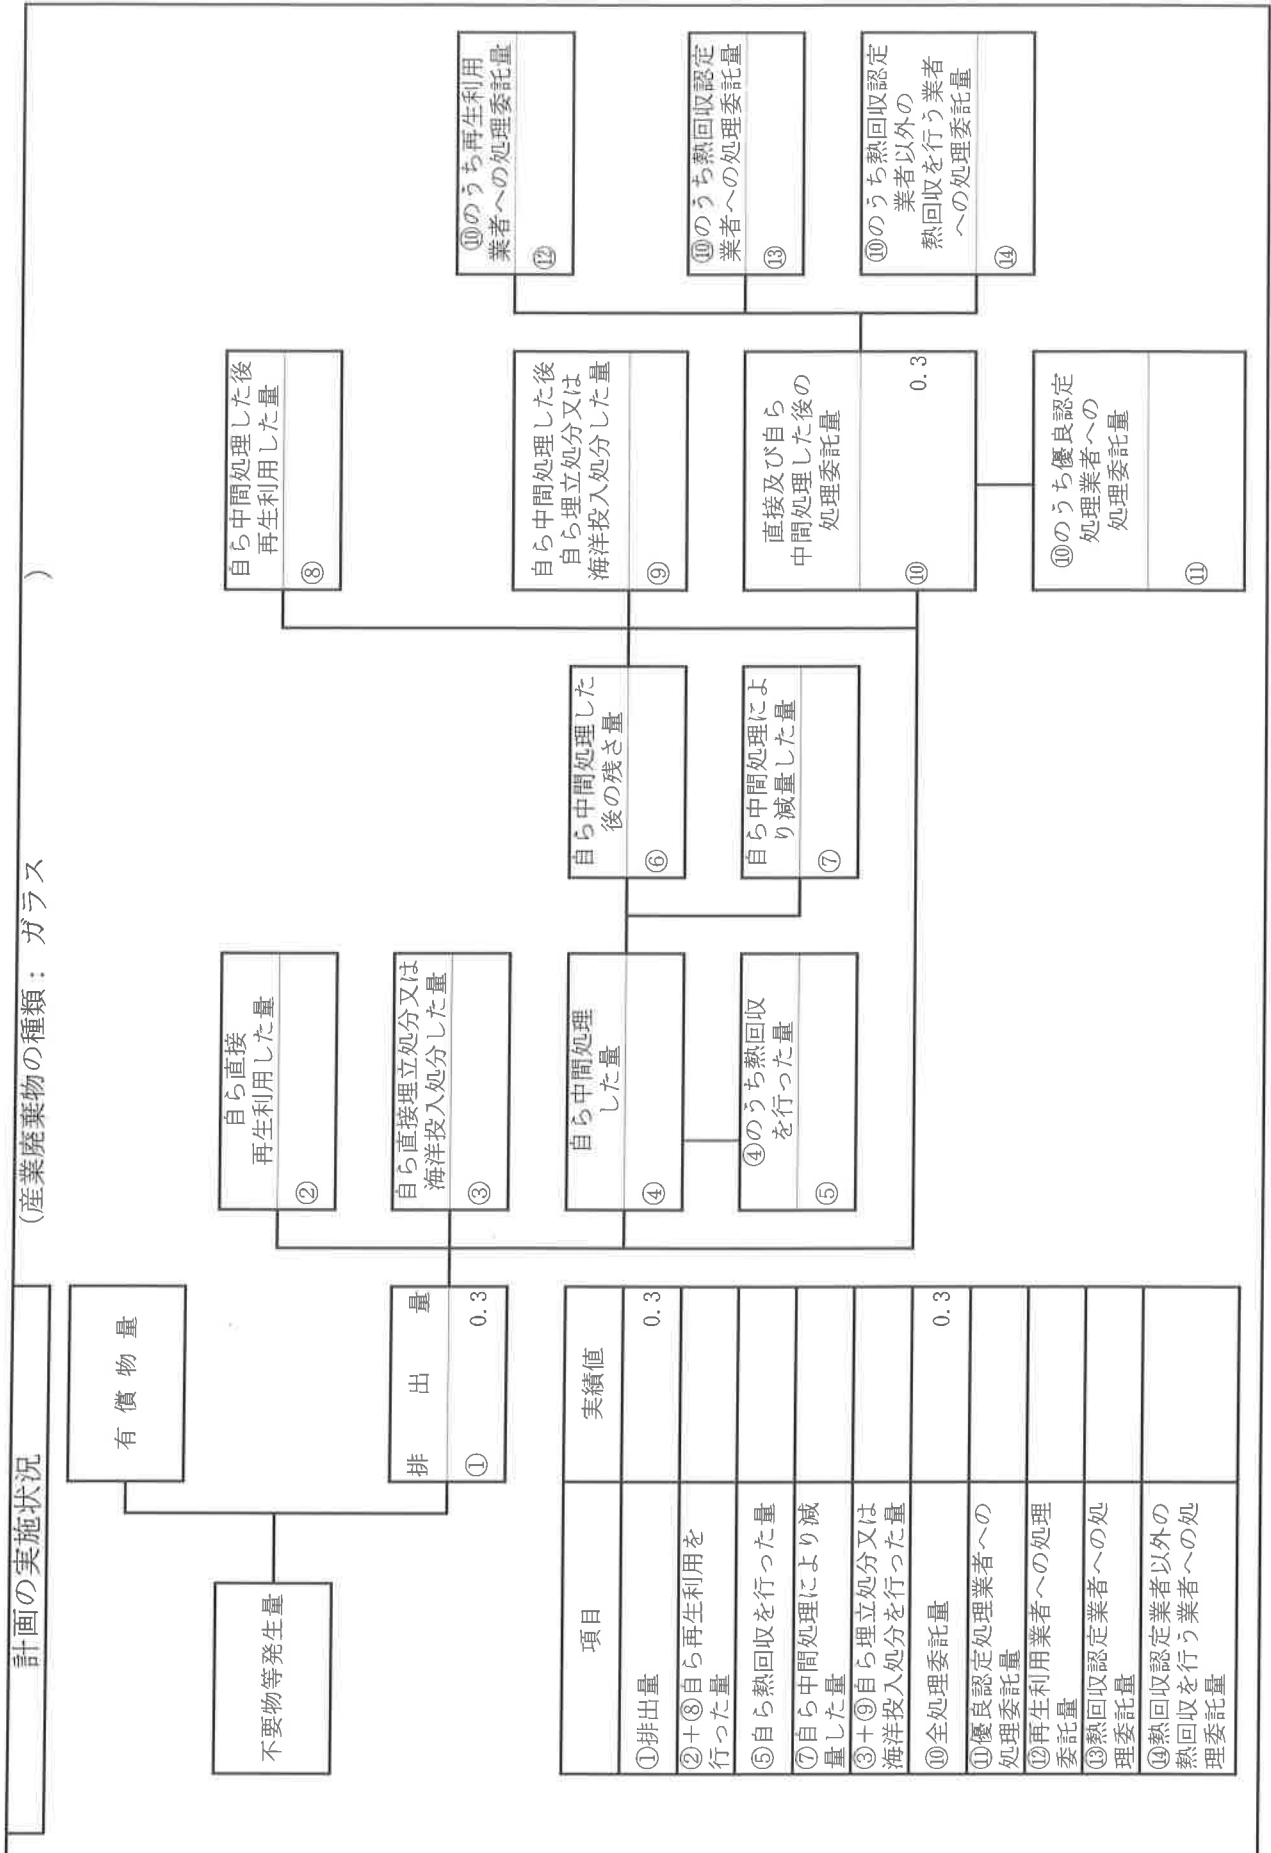 計画の実施状況
(産業廃棄物の種類： ガラス )
不要物等発生量
有償物量
排出量
① 0.3
自ら直接
再生利用した量
②
自ら直接埋立処分又は
海洋投入処分した量
③
自ら中間処理
した量
④
④のうち熱回収
を行った量
⑤
自ら中間処理した
後の残さ量
⑥
自ら中間処理によ
り減量した量
⑦
自ら中間処理した後
再生利用した量
⑧
自ら中間処理した後
自ら埋立処分又は
海洋投入処分した量
⑨
直接及び自ら
中間処理した後の
処理委託量
⑩ 0.3
⑩のうち優良認定
処理業者への
処理委託量
⑪
⑩のうち再生利用
業者への処理委託量
⑫
⑩のうち熱回収認定
業者への処理委託量
⑬
⑩のうち熱回収認定
業者以外の
熱回収を行う業者
への処理委託量
⑭
項目 実績値
①排出量 0.3
②＋⑧自ら再生利用を
行った量
⑤自ら熱回収を行った量
⑦自ら中間処理により減
量した量
③＋⑨自ら埋立処分又は
海洋投入処分を行った量
⑩全処理委託量 0.3
⑪優良認定処理業者への
処理委託量
⑫再生利用業者への処理
委託量
⑬熱回収認定業者への処
理委託量
⑭熱回収認定業者以外の
熱回収を行う業者への処
理委託量